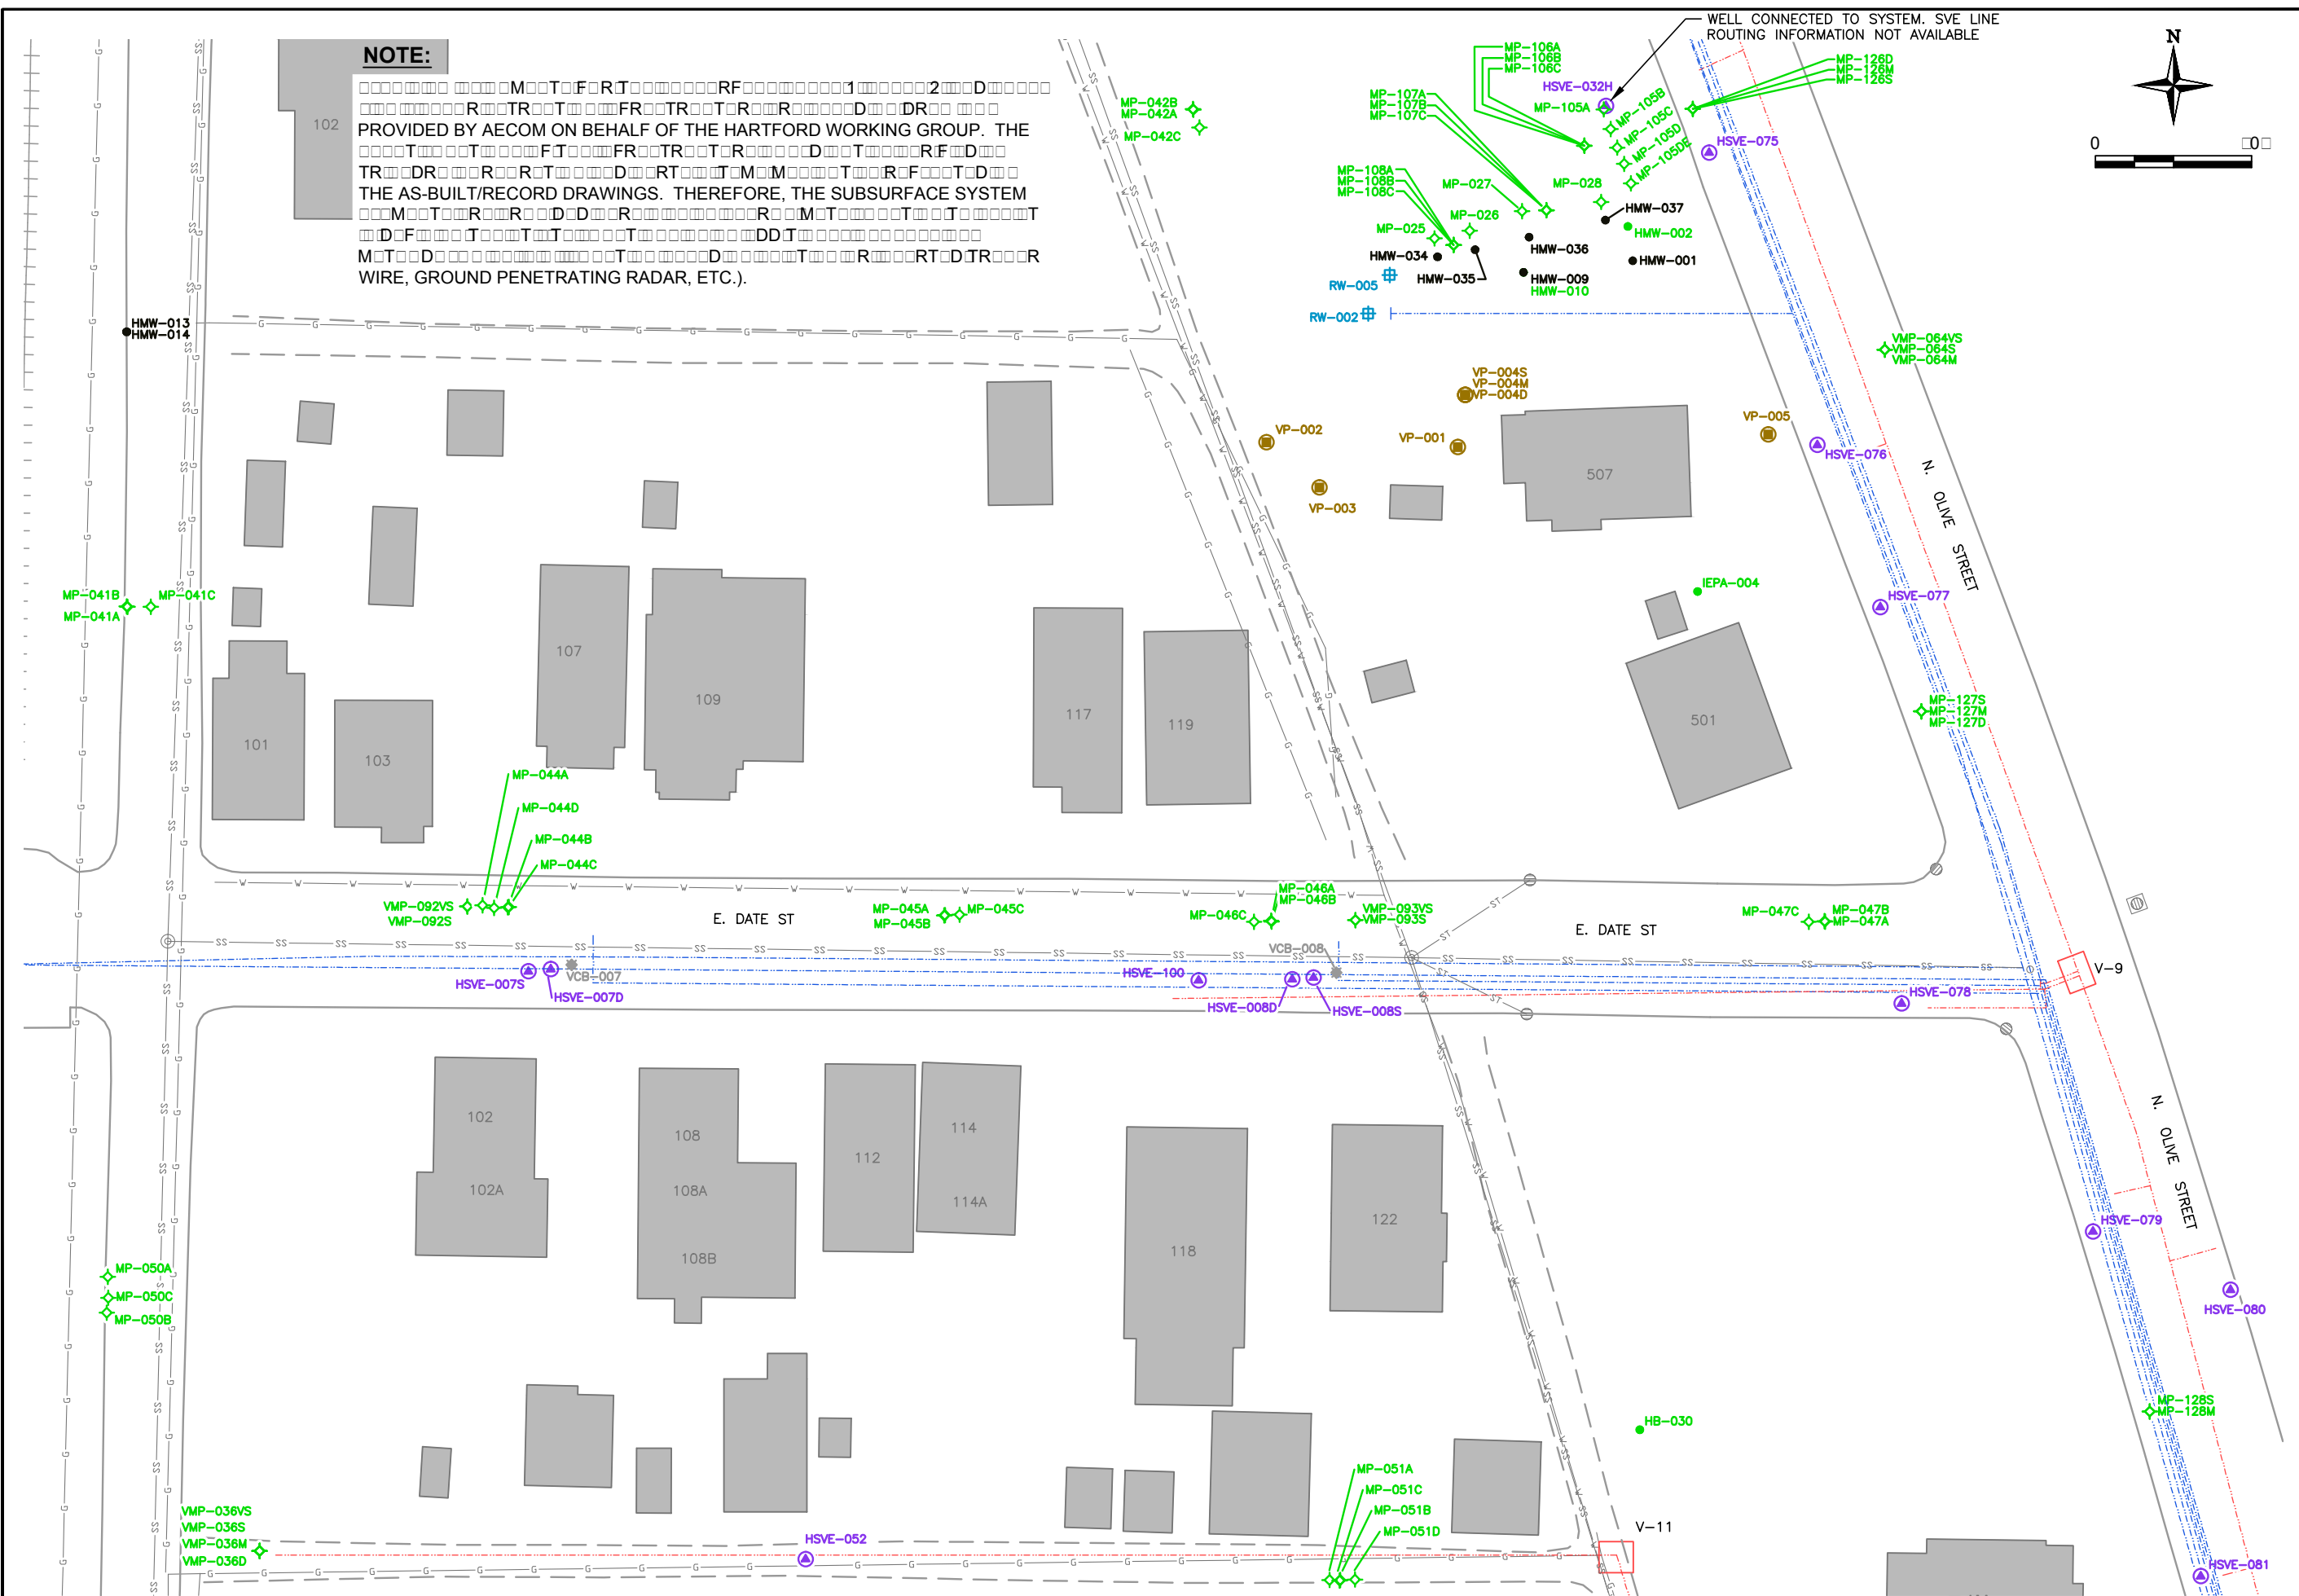 WELL CONNECTED TO SYSTEM. SVE LINE
ROUTING INFORMATION NOT AVAILABLE
N
0
NOTE:
PROVIDED BY AECOM ON BEHALF OF THE HARTFORD WORKING GROUP. THE
THE AS-BUILT/RECORD DRAWINGS. THEREFORE, THE SUBSURFACE SYSTEM
WIRE, GROUND PENETRATING RADAR, ETC.).
102
MP-042B
MP-042A
MP-042C
MP-106A
MP-106B
MP-106C
HSVE-032H
MP-107A
MP-107B
MP-107C
MP-105A
MP-105B
MP-105C
MP-105D
MP-105DE
MP-126D
MP-126M
MP-126S
HSVE-075
MP-108A
MP-108B
MP-108C
MP-027
MP-028
MP-026
MP-025
HMW-037
HMW-002
HMW-036
HMW-034
HMW-035
HMW-001
HMW-009
HMW-010
RW-005
RW-002
HMW-013
HMW-014
VMP-064VS
VMP-064S
VMP-064M
VP-004S
VP-004M
VP-004D
VP-002
VP-001
VP-005
VP-003
HSVE-076
507
N. OLIVE STREET
IEPA-004
HSVE-077
MP-041B
MP-041A
MP-041C
107
109
117
119
101
103
501
MP-127S
MP-127M
MP-127D
MP-044A
MP-044D
MP-044B
MP-044C
VMP-092VS
VMP-092S
E. DATE ST
MP-045A
MP-045B
MP-045C
MP-046A
MP-046B
MP-046C
VMP-093VS
VMP-093S
E. DATE ST
MP-047C
MP-047B
MP-047A
VCB-008
VCB-007
HSVE-007S
HSVE-007D
HSVE-100
HSVE-008D
HSVE-008S
HSVE-078
V-9
ST
ST
102
102A
108
108A
108B
112
114
114A
118
122
N. OLIVE STREET
HSVE-079
HSVE-080
MP-050A
MP-050C
MP-050B
MP-128S
MP-128M
HB-030
MP-051A
MP-051C
MP-051B
MP-051D
VMP-036VS
VMP-036S
VMP-036M
VMP-036D
HSVE-052
V-11
HSVE-081